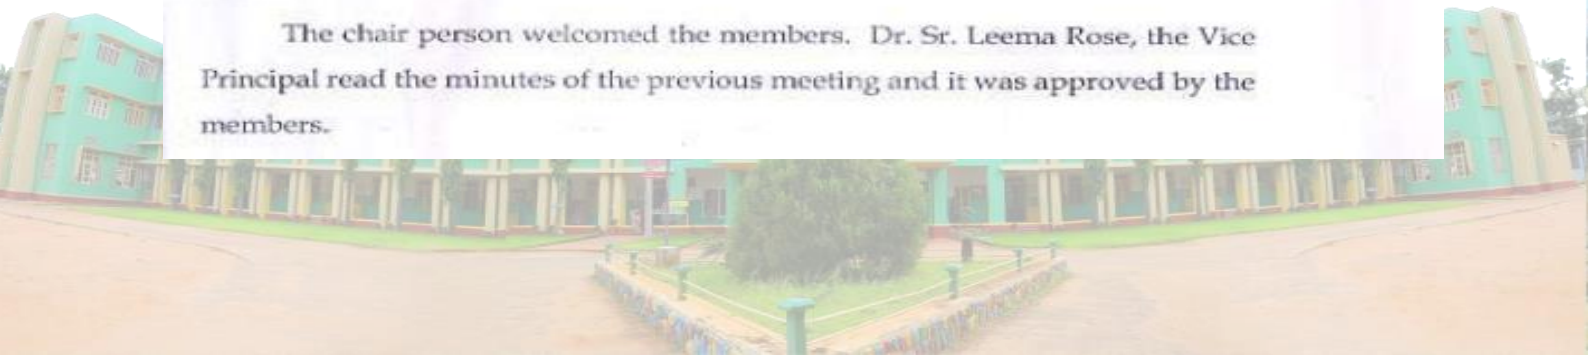 The chair person welcomed the members. Dr. Sr. Leema Rose, the Vice
Principal read the minutes of the previous meeting and it was approved by the
members.